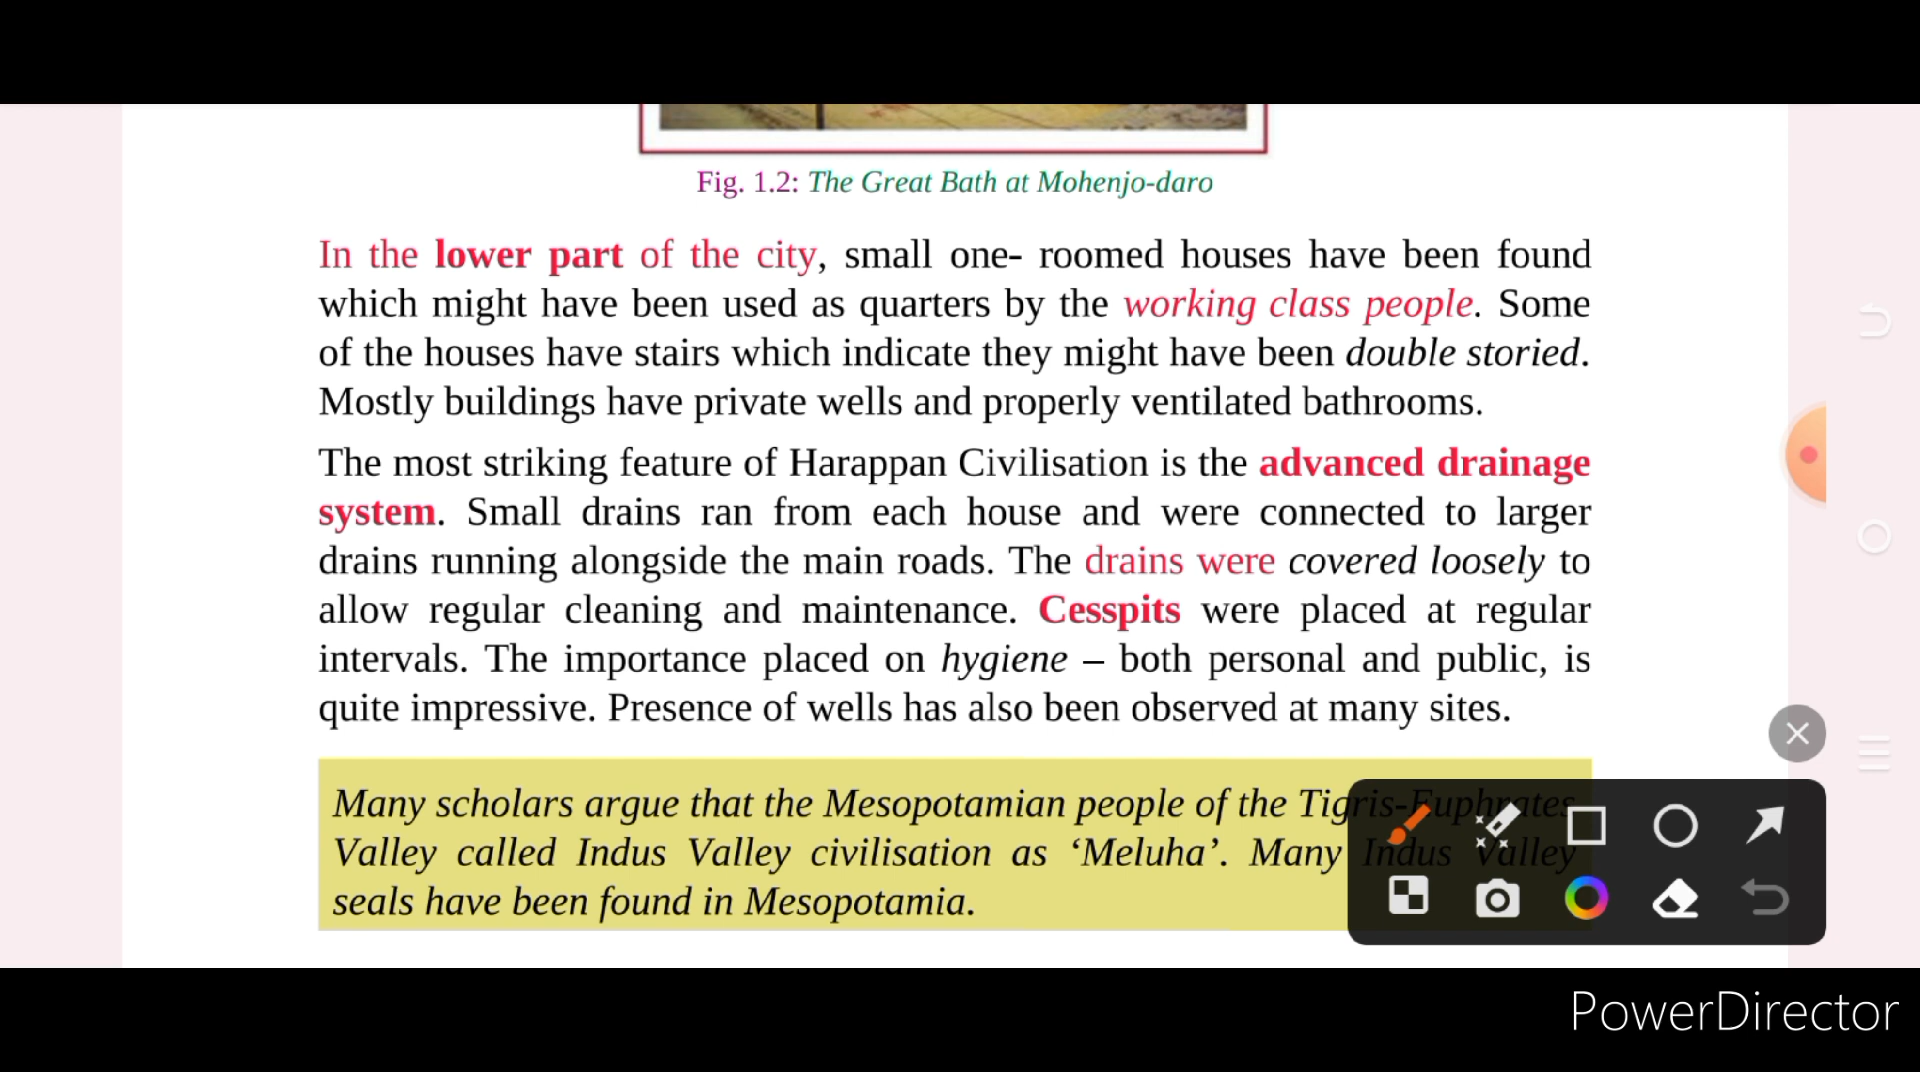 Fig. 1.2: The Great Bath at Mohenjo-daro
In the lower part of the city, small one- roomed houses have been found
which might have been used as quarters by the working class people. Some
of the houses have stairs which indicate they might have been double storied.
Mostly buildings have private wells and properly ventilated bathrooms.
The most striking feature of Harappan Civilisation is the advanced drainage
system. Small drains ran from each house and were connected to larger
drains running alongside the main roads. The drains were covered loosely to
allow regular cleaning and maintenance. Cesspits were placed at regular
intervals. The importance placed on hygiene – both personal and public, is
quite impressive. Presence of wells has also been observed at many sites.
Many scholars argue that the Mesopotamian people of the Tigris-Euphrates
Valley called Indus Valley civilisation as ‘Meluha’. Many Indus Valley
seals have been found in Mesopotamia.
PowerDirector